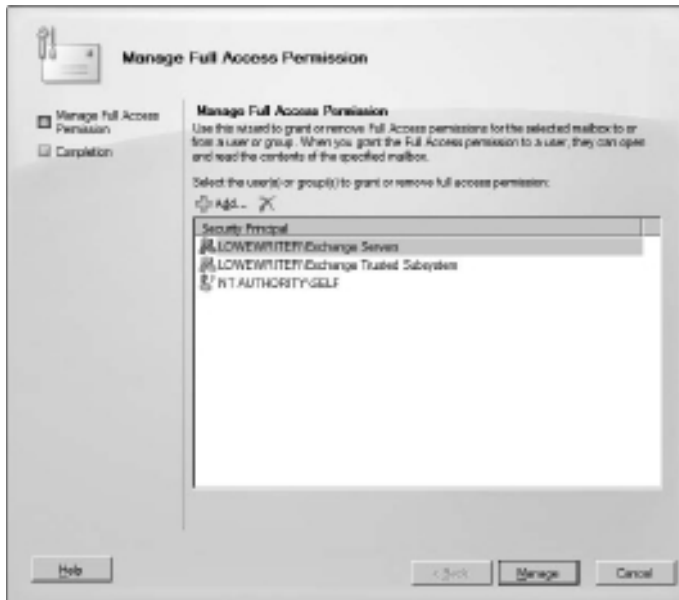 Manage Full Access Permission
Manage Full Access
Permission
Completion
Manage Full Access Permission
Use this wizard to grant or remove Full Access permissions for the selected mailbox to or
from a user or group. When you grant the Full Access permission to a user, they can open
and read the contents of the specified mailbox.
Select the user(s) or group(s) to grant or remove full access permission:
Add...
Security Principal
LOWEWRITER\Exchange Servers
LOWEWRITER\Exchange Trusted Subsystem
NT AUTHORITY\SELF
Help
< Back
Manage
Cancel